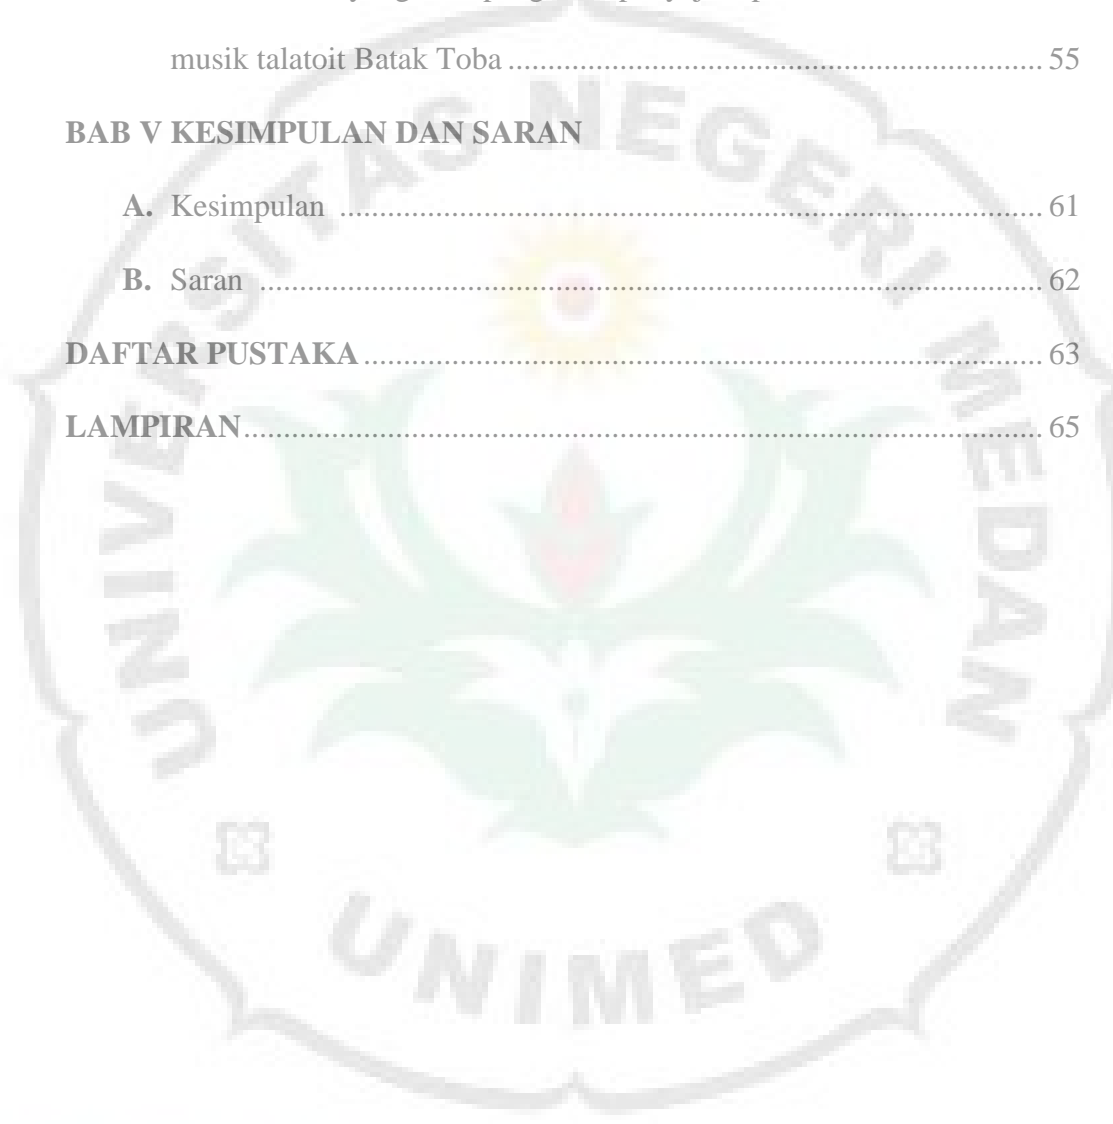 musik talatoit Batak Toba ................................................................... 55
BAB V KESIMPULAN DAN SARAN
A. Kesimpulan ........................................................................................ 61
B. Saran .................................................................................................. 62
DAFTAR PUSTAKA ..................................................................................... 63
LAMPIRAN .................................................................................................... 65
UNIVERSITAS NEGERI MEDAN
UNIMED